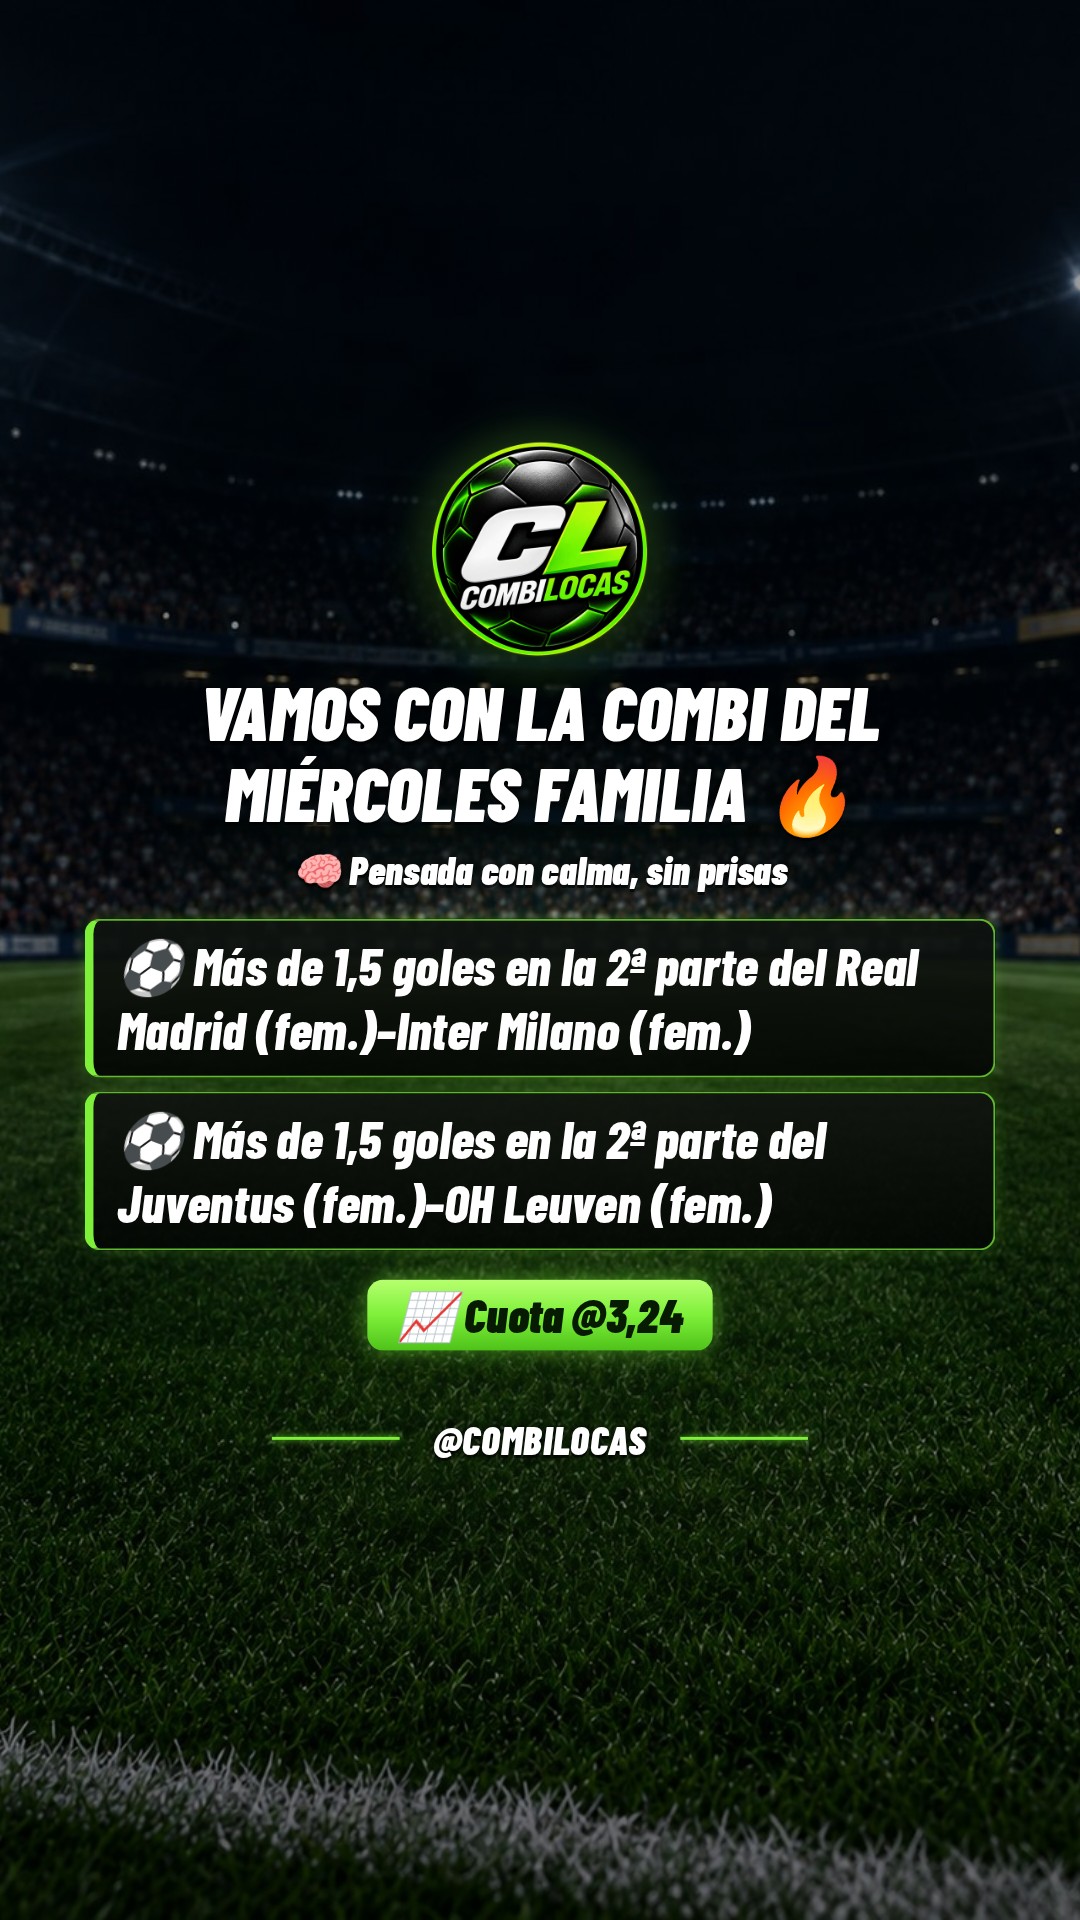 CL
COMBILOCAS
VAMOS CON LA COMBI DEL
MIÉRCOLES FAMILIA 🔥
🧠 Pensada con calma, sin prisas
⚽ Más de 1,5 goles en la 2ª parte del Real
Madrid (fem.)-Inter Milano (fem.)
⚽ Más de 1,5 goles en la 2ª parte del
Juventus (fem.)-OH Leuven (fem.)
📈 Cuota @3,24
@COMBILOCAS